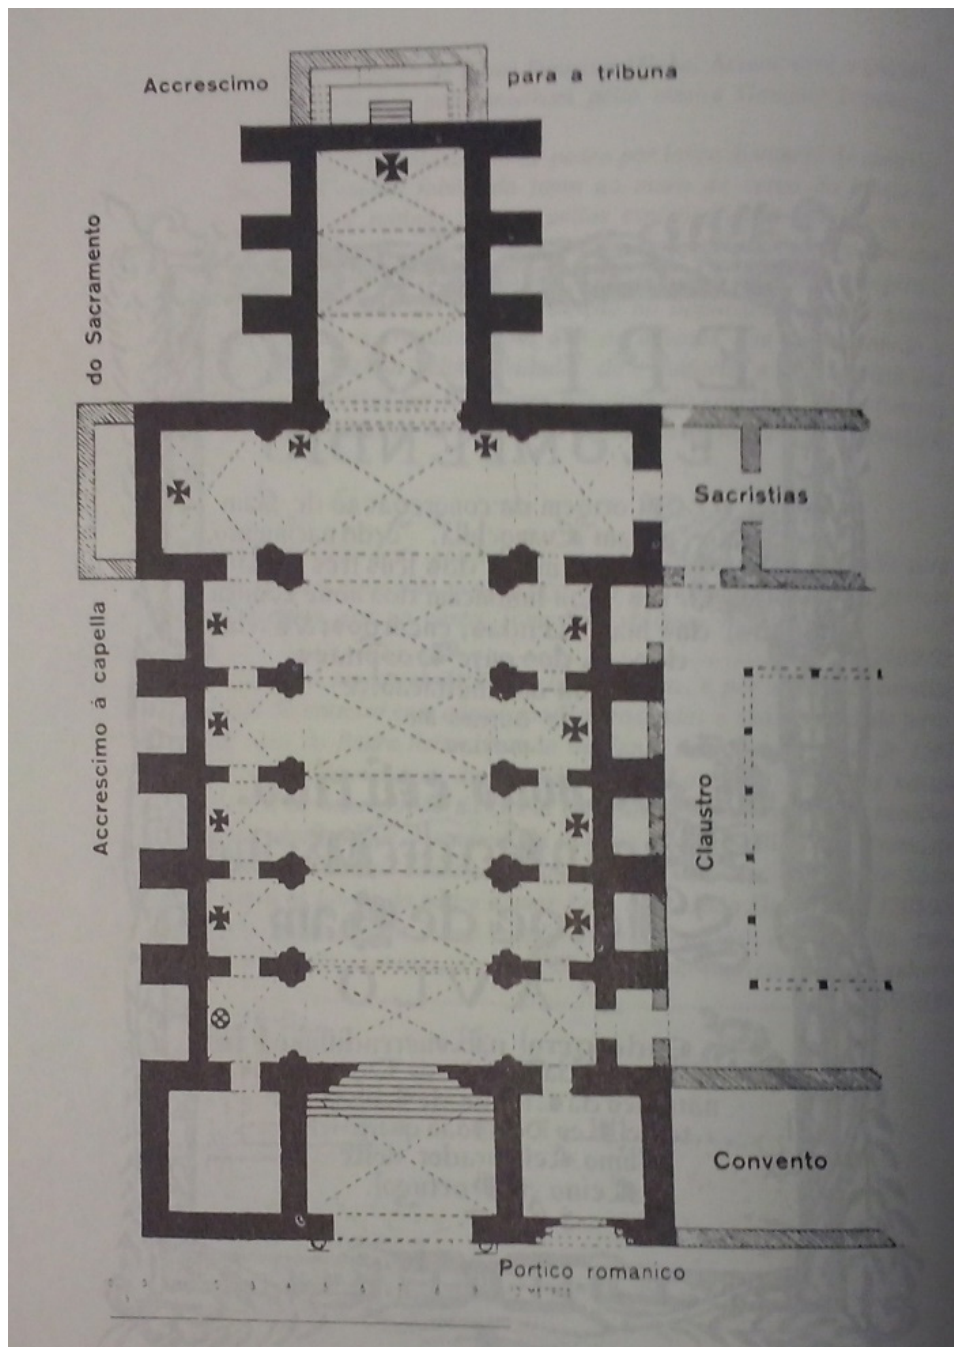 Accrescimo para a tribuna
do Sacramento
Sacristias
Accrescimo á capella
Claustro
Convento
Portico romanico